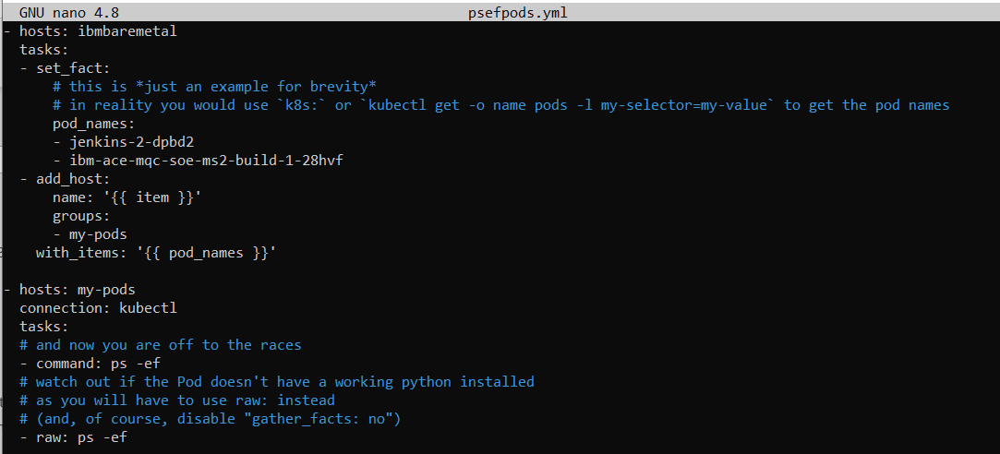 GNU nano 4.8 psefpods.yml
- hosts: ibmbaremetal
  tasks:
  - set_fact:
      # this is *just an example for brevity*
      # in reality you would use `k8s:` or `kubectl get -o name pods -l my-selector=my-value` to get the pod names
      pod_names:
      - jenkins-2-dpbd2
      - ibm-ace-mqc-soe-ms2-build-1-28hvf
  - add_host:
      name: '{{ item }}'
      groups:
      - my-pods
    with_items: '{{ pod_names }}'

- hosts: my-pods
  connection: kubectl
  tasks:
  # and now you are off to the races
  - command: ps -ef
  # watch out if the Pod doesn't have a working python installed
  # as you will have to use raw: instead
  # (and, of course, disable "gather_facts: no")
  - raw: ps -ef